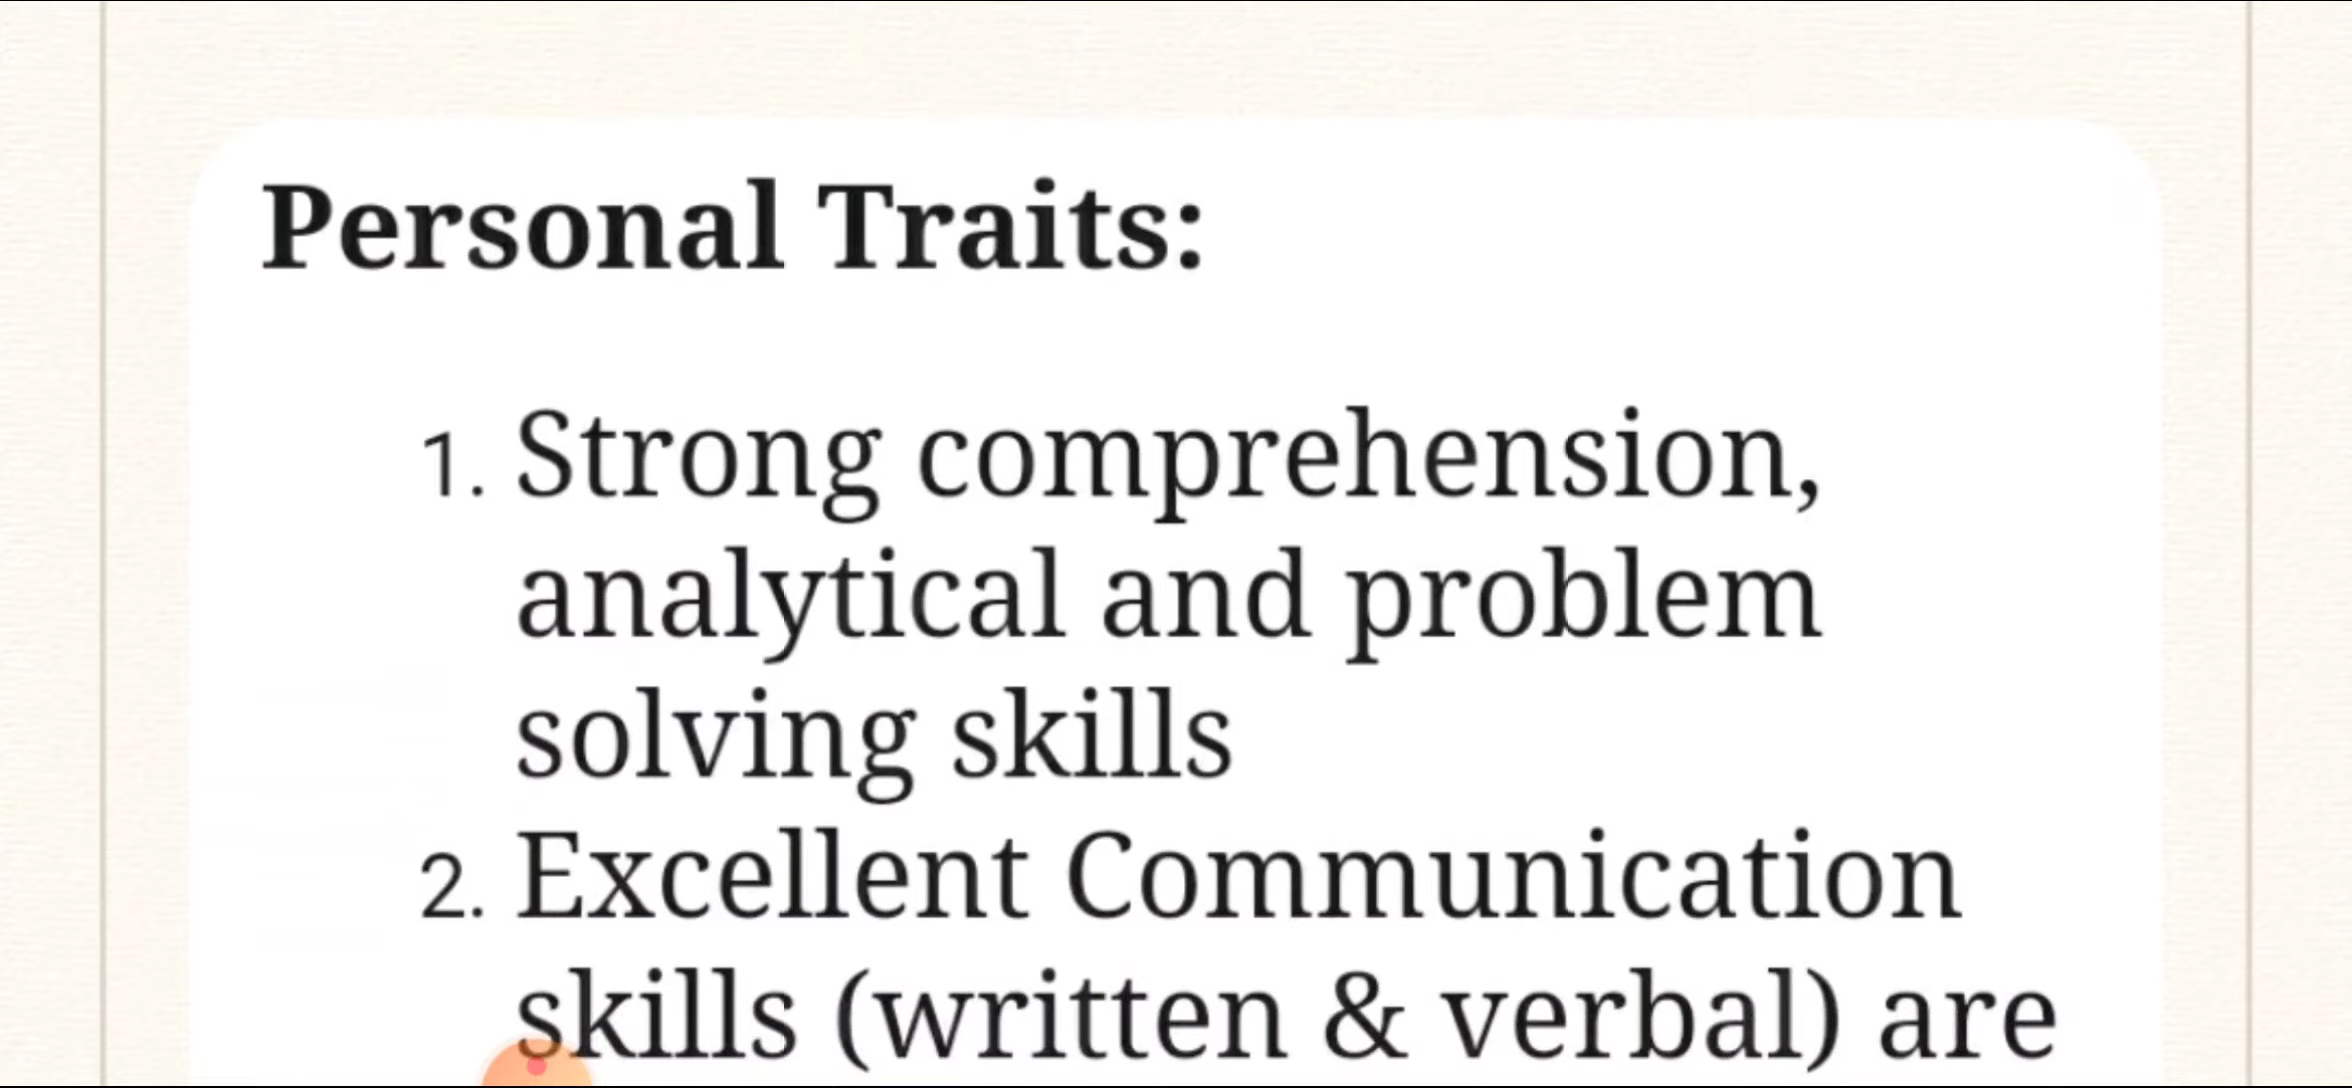 Personal Traits:
1. Strong comprehension,
analytical and problem
solving skills
2. Excellent Communication
skills (written & verbal) are